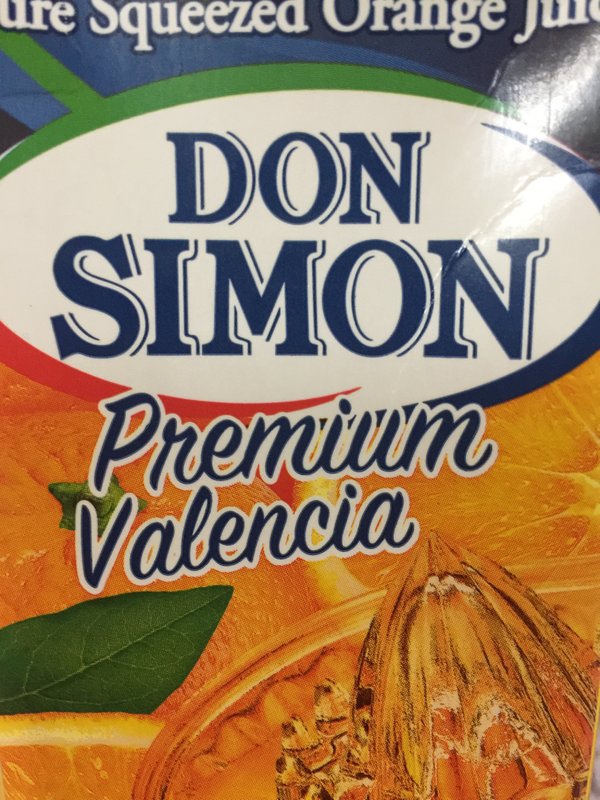 Squeezed Orange
DON
SIMON
Premium
Valencia